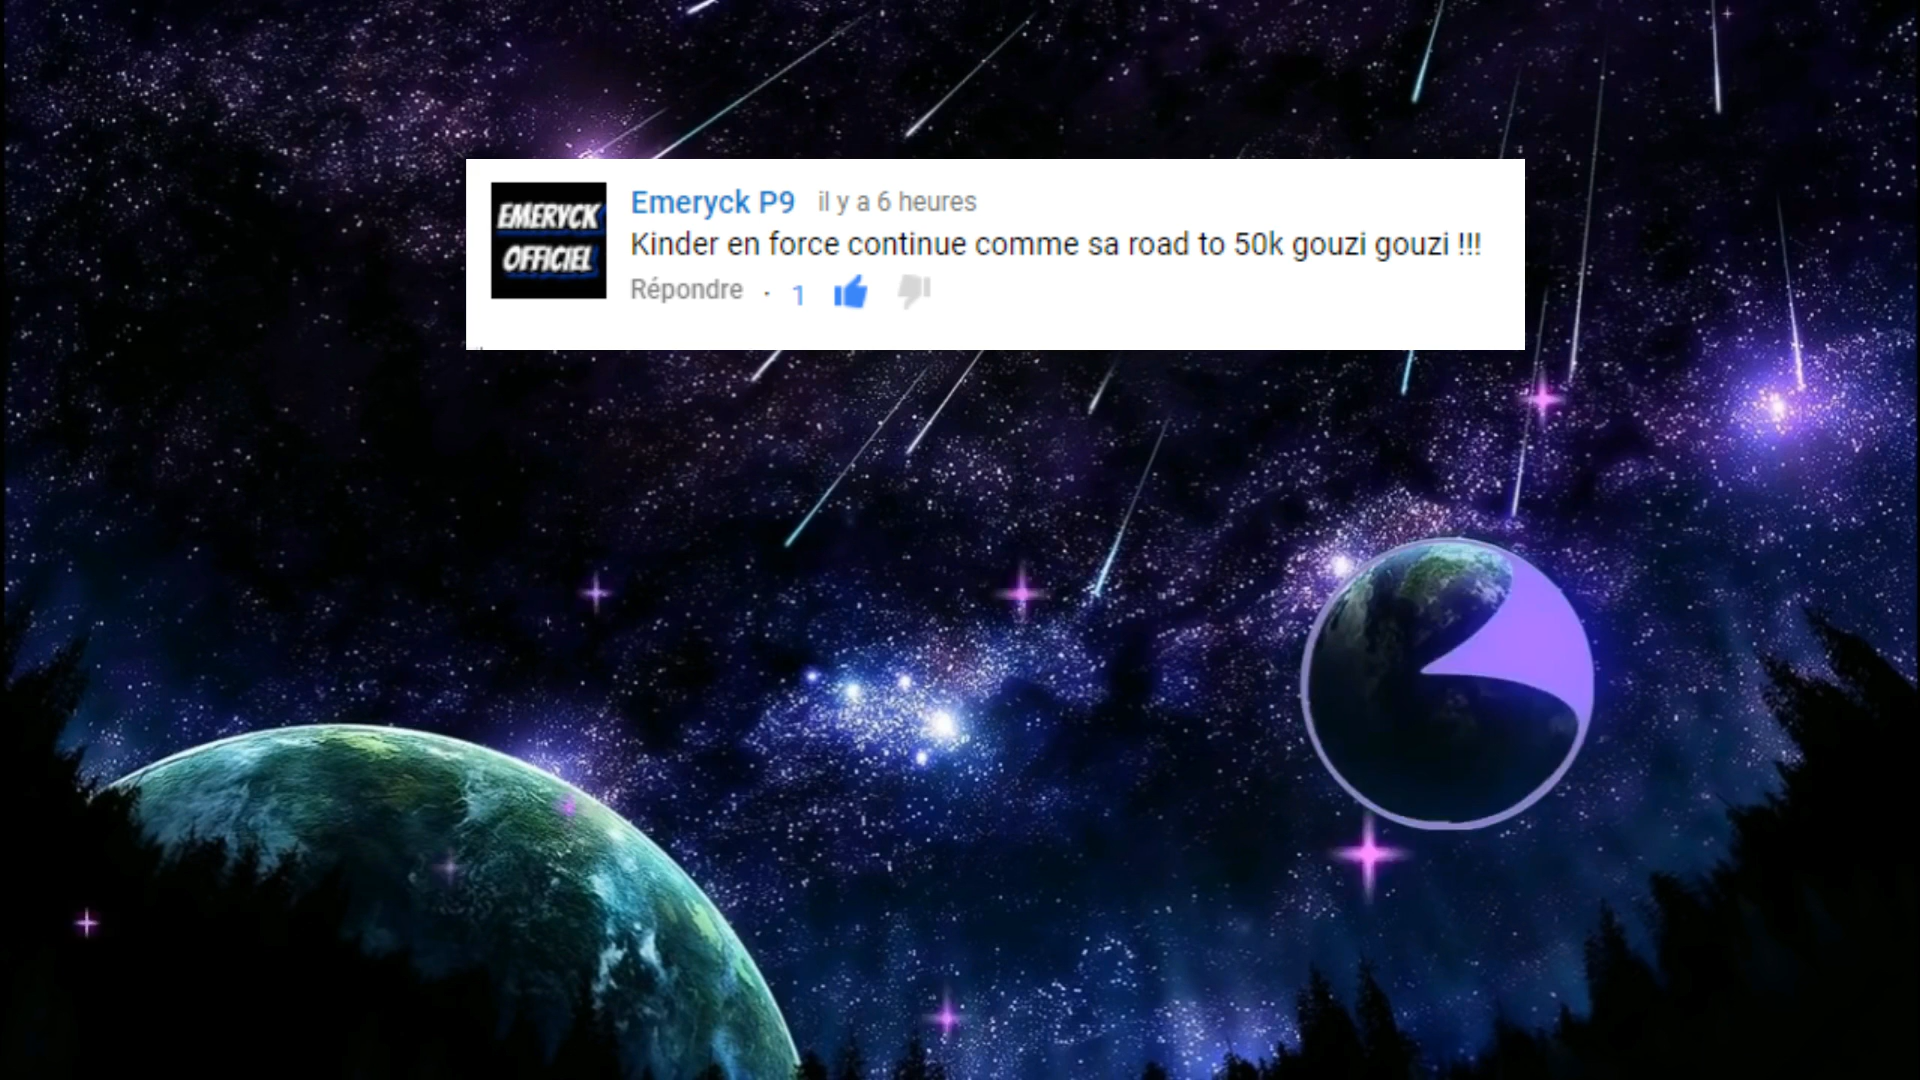 EMERYCK
OFFICIEL
Emeryck P9 il y a 6 heures
Kinder en force continue comme sa road to 50k gouzi gouzi !!!
Répondre · 1